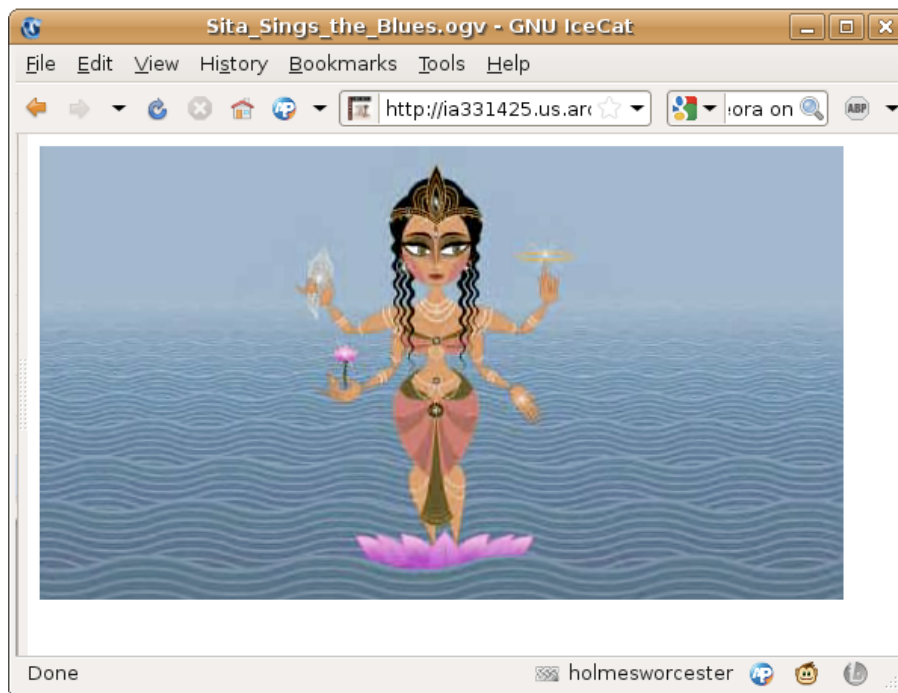 Sita_Sings_the_Blues.ogv - GNU IceCat
File Edit View History Bookmarks Tools Help
http://ia331425.us.ar ora on ABP
Done holmesworcester